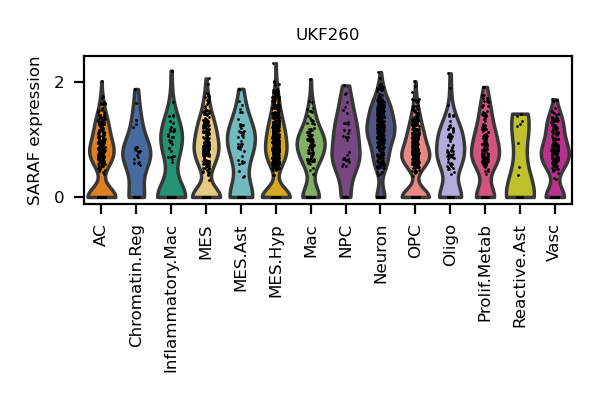 UKF260
SARAF expression
2
0
AC
Chromatin.Reg
Inflammatory.Mac
MES
MES.Ast
MES.Hyp
Mac
NPC
Neuron
OPC
Oligo
Prolif.Metab
Reactive.Ast
Vasc